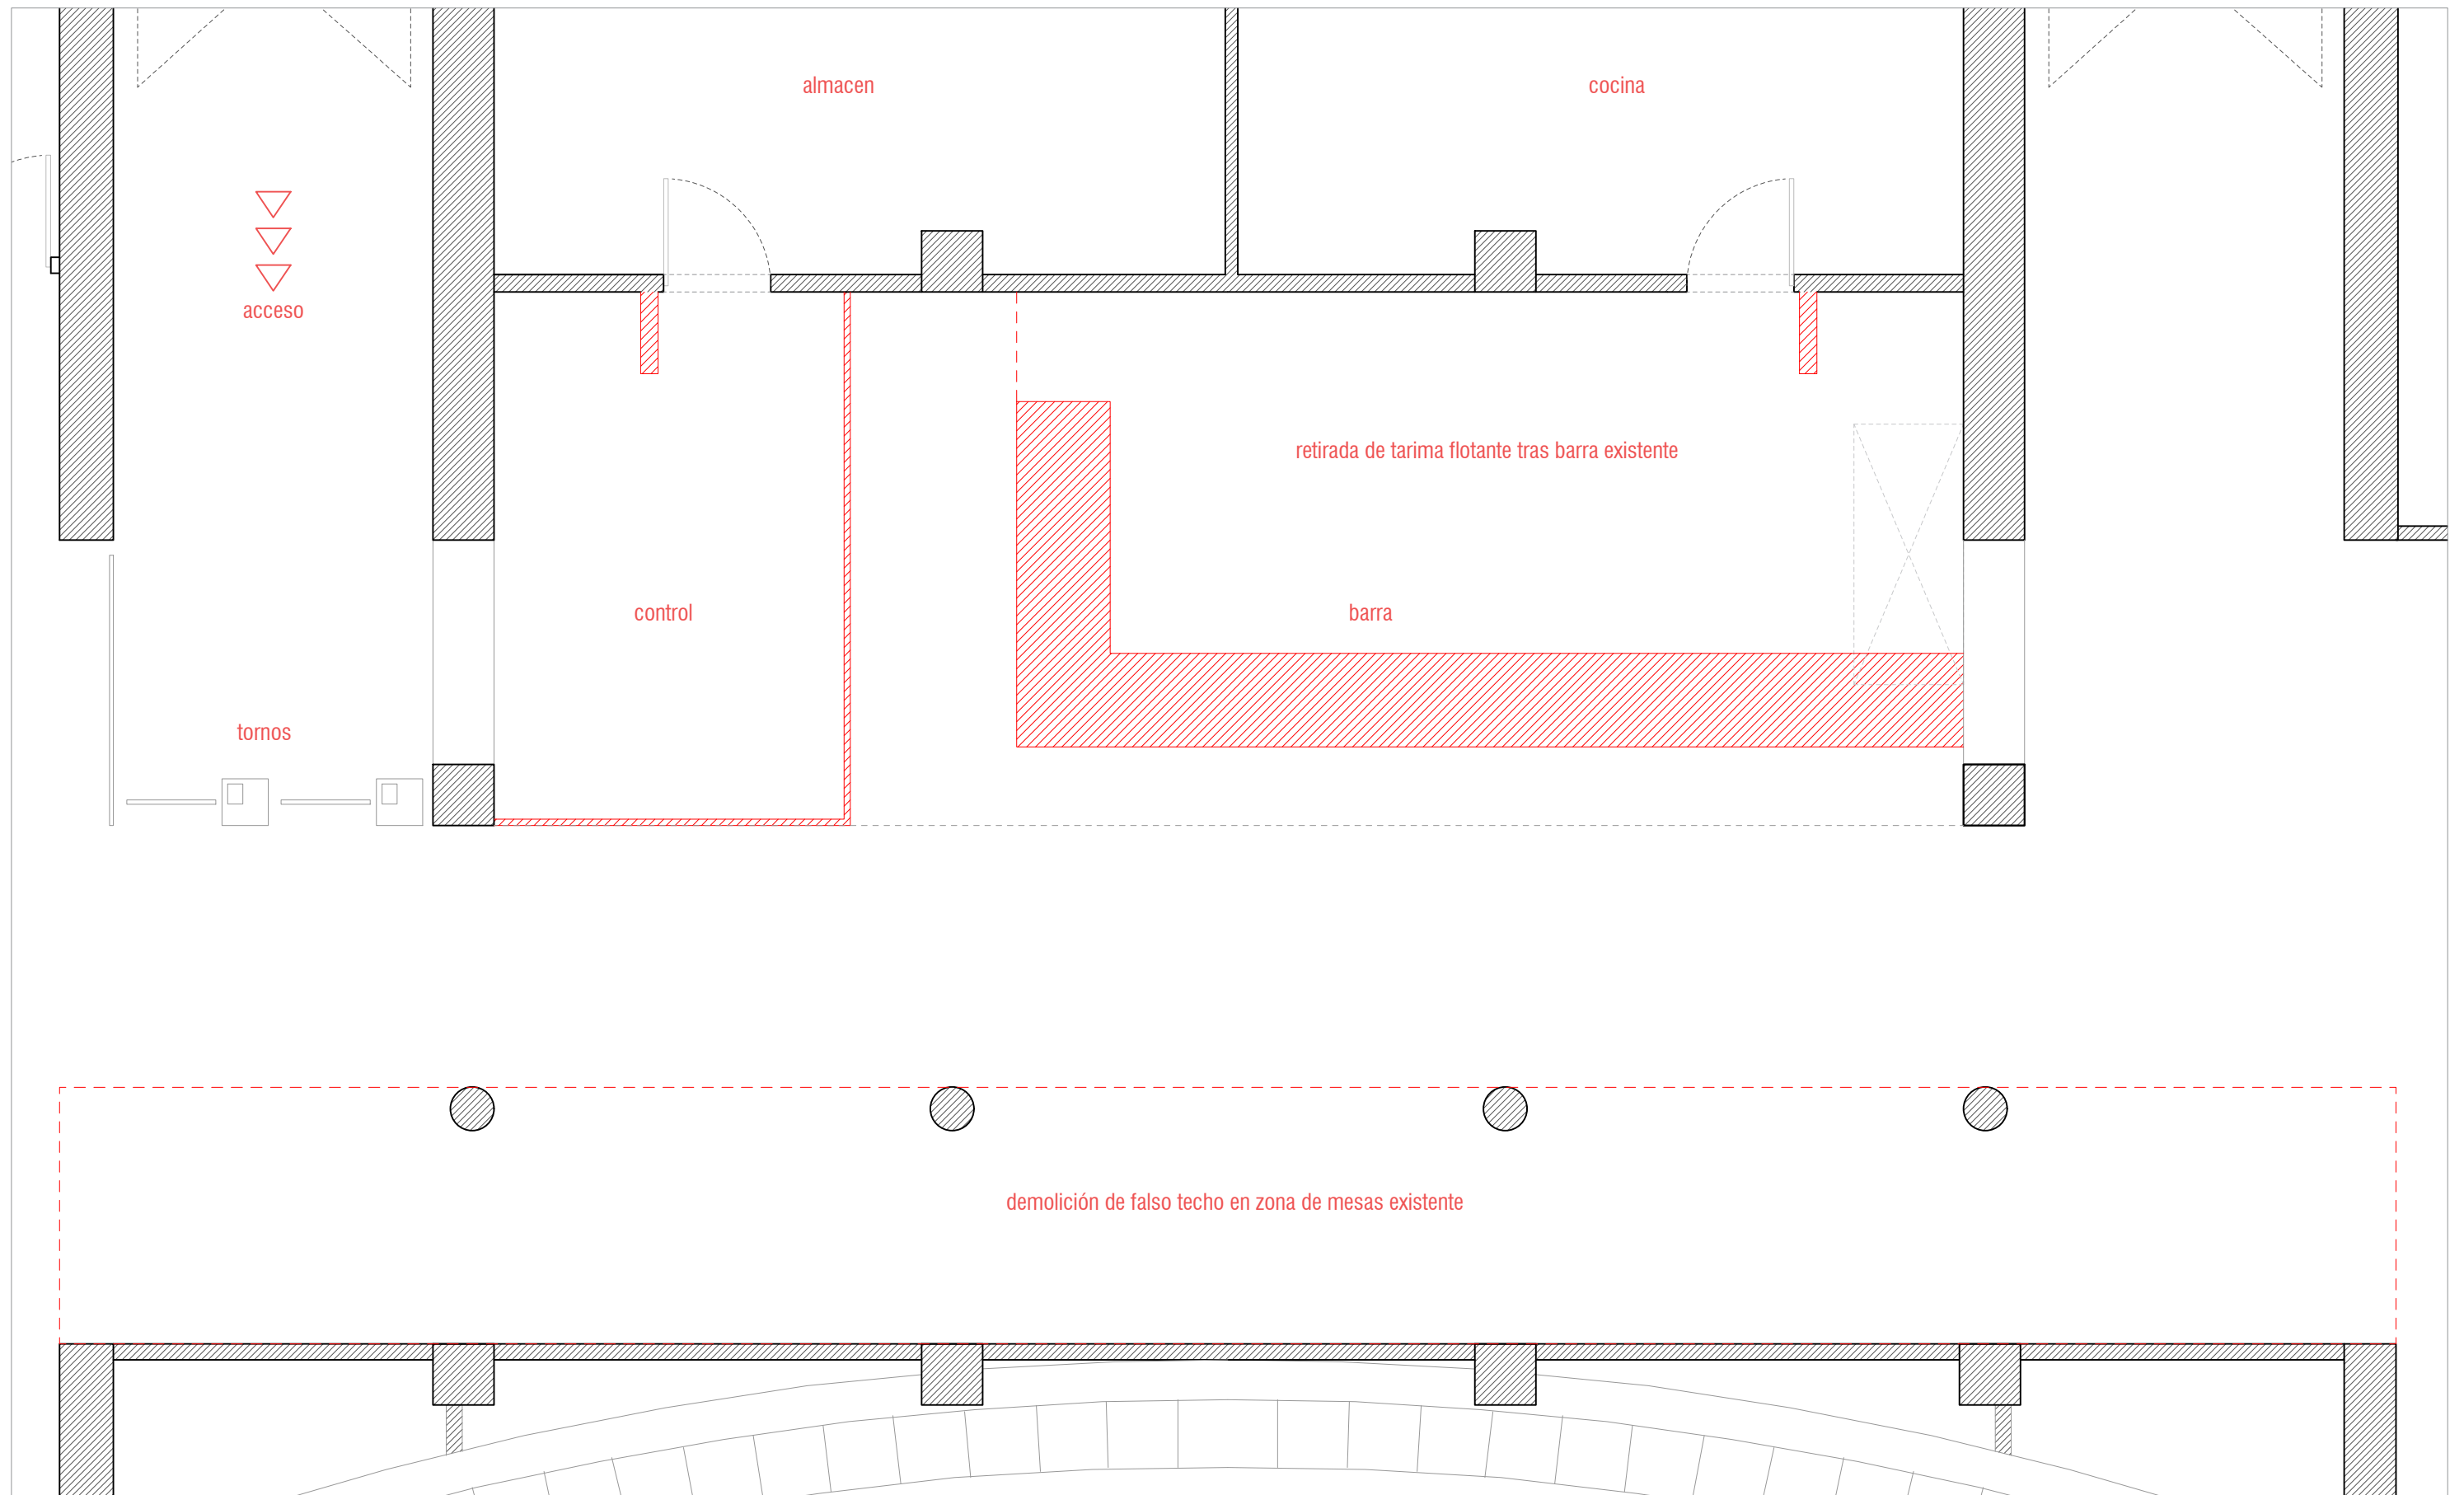 almacen
cocina
acceso
retirada de tarima flotante tras barra existente
control
barra
tornos
demolición de falso techo en zona de mesas existente